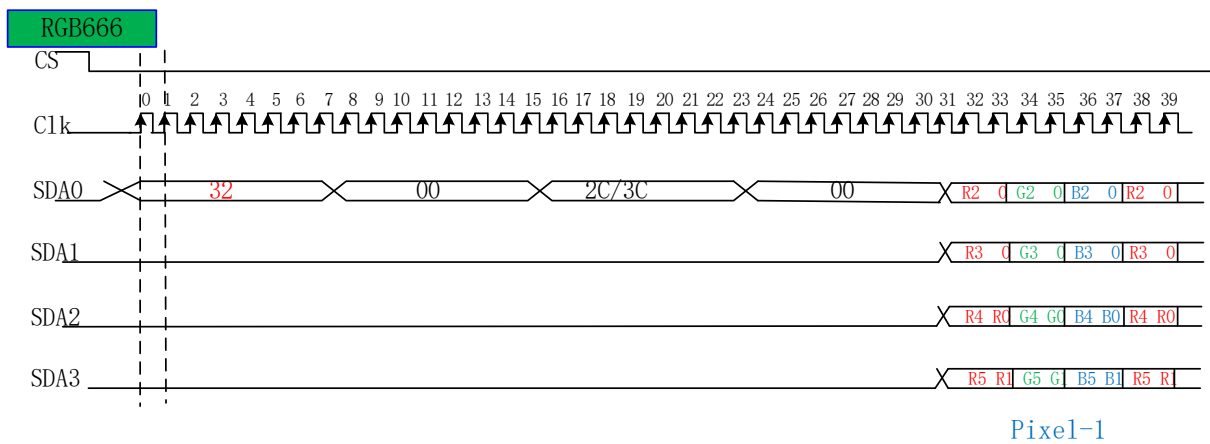 RGB666
CS
0 1 2 3 4 5 6 7 8 9 10 11 12 13 14 15 16 17 18 19 20 21 22 23 24 25 26 27 28 29 30 31 32 33 34 35 36 37 38 39
Clk
SDA0 32 00 2C/3C 00 R2 0 G2 0 B2 0 R2 0
SDA1 R3 0 G3 0 B3 0 R3 0
SDA2 R4 R0 G4 G0 B4 B0 R4 R0
SDA3 R5 R1 G5 G1 B5 B1 R5 R1
Pixel-1